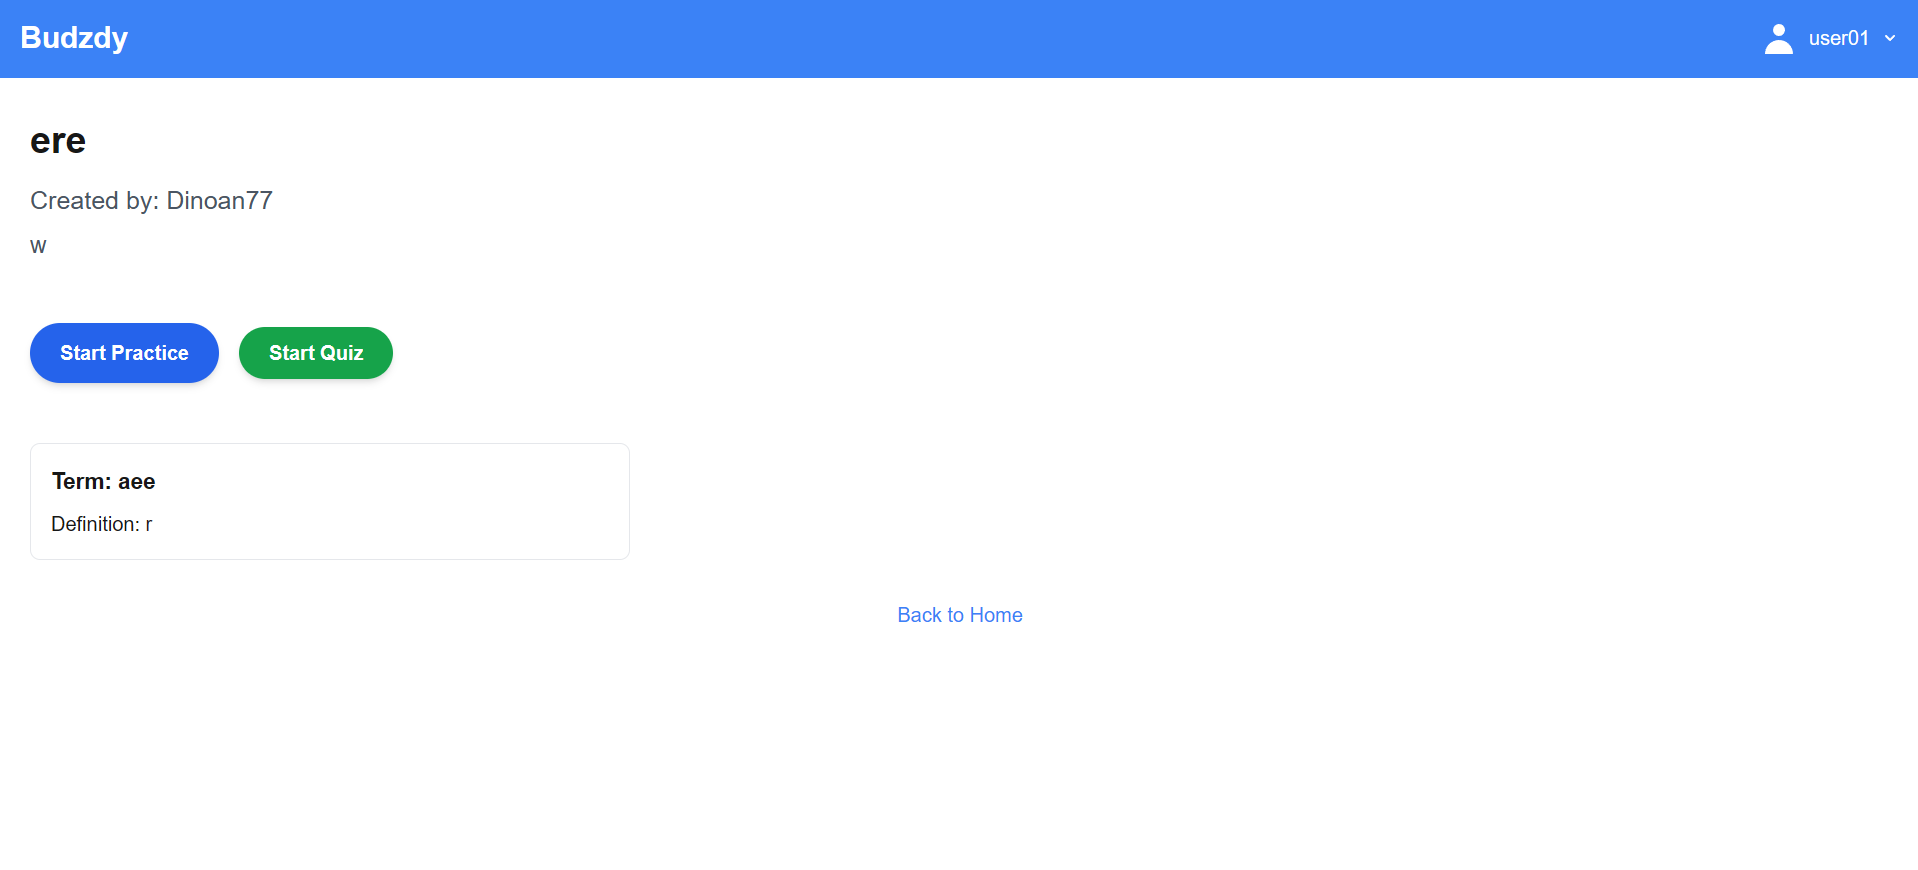 Budzdy
user01
ere
Created by: Dinoan77
w
Start Practice
Start Quiz
Term: aee
Definition: r
Back to Home